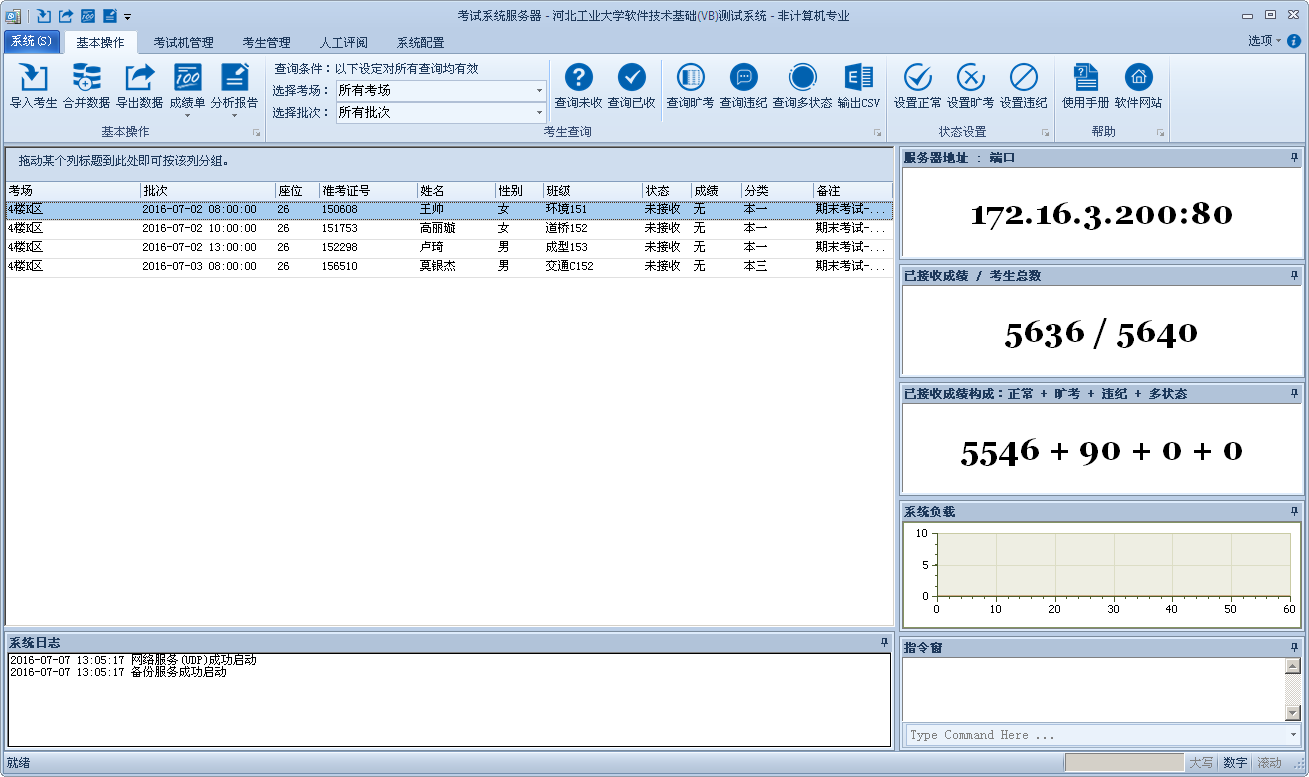 考试系统服务器 - 河北工业大学软件技术基础(VB)测试系统 - 非计算机专业
系统(S) 基本操作 考试机管理 考生管理 人工评阅 系统配置 选项
导入考生 合并数据 导出数据 成绩单 分析报告
基本操作
查询条件：以下设定对所有查询均有效
选择考场： 所有考场
选择批次： 所有批次
查询未收 查询已收 查询旷考 查询违纪 查询多状态 输出CSV
考生查询
设置正常 设置旷考 设置违纪
状态设置
使用手册 软件网站
帮助
拖动某个列标题到此处即可按该列分组。
考场 批次 座位 准考证号 姓名 性别 班级 状态 成绩 分类 备注
4楼K区 2016-07-02 08:00:00 26 150608 王帅 女 环境151 未接收 无 本一 期末考试-...
4楼K区 2016-07-02 10:00:00 26 151753 高丽璇 女 道桥152 未接收 无 本一 期末考试-...
4楼K区 2016-07-02 13:00:00 26 152298 卢琦 男 成型153 未接收 无 本一 期末考试-...
4楼K区 2016-07-03 08:00:00 26 156510 莫银杰 男 交通C152 未接收 无 本三 期末考试-...
服务器地址 : 端口
172.16.3.200:80
已接收成绩 / 考生总数
5636 / 5640
已接收成绩构成：正常 + 旷考 + 违纪 + 多状态
5546 + 90 + 0 + 0
系统负载
10
5
0
0 10 20 30 40 50 60
系统日志
2016-07-07 13:05:17 网络服务(UDP)成功启动
2016-07-07 13:05:17 备份服务成功启动
指令窗
Type Command Here ...
就绪 大写 数字 滚动